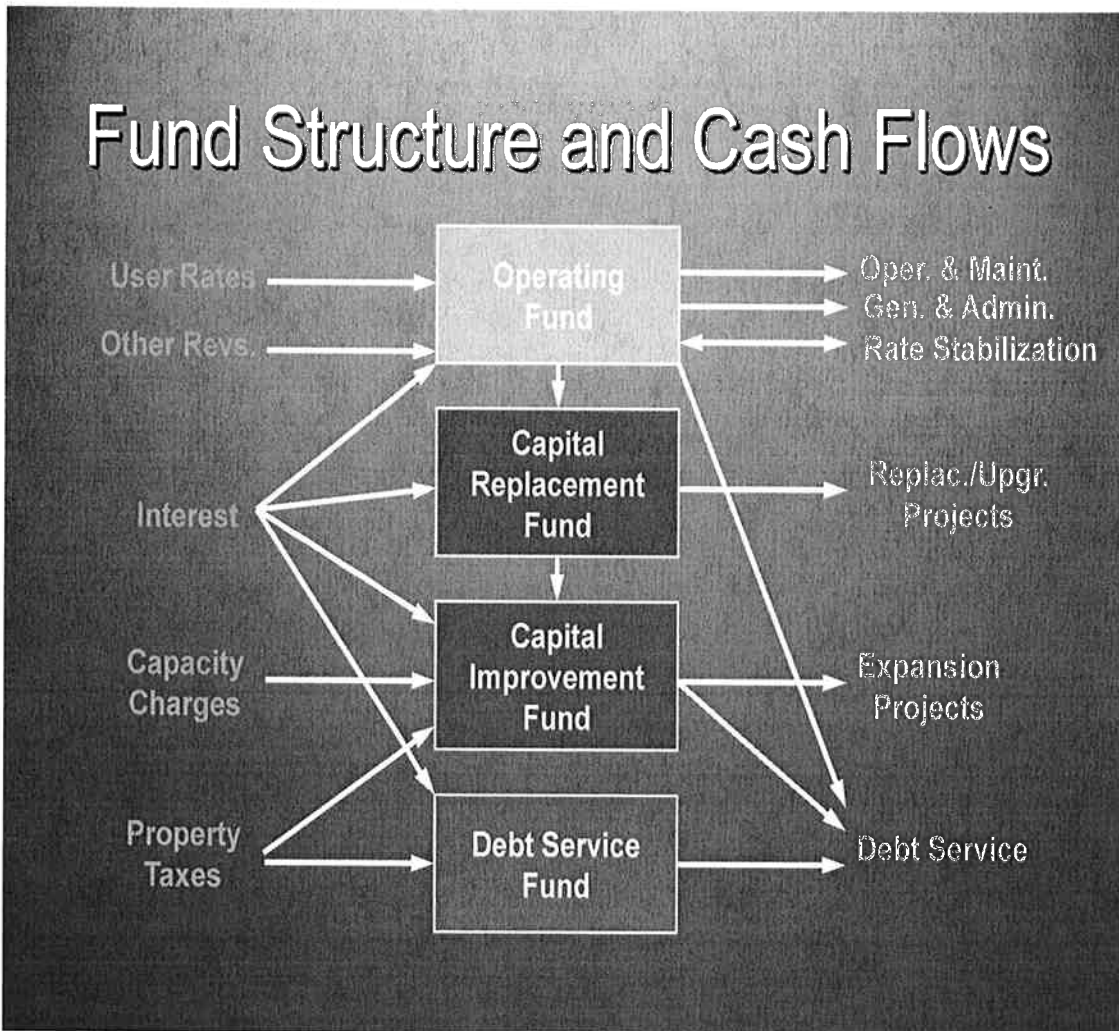 Fund Structure and Cash Flows
User Rates
Other Revs.
Interest
Capacity
Charges
Property
Taxes
Operating
Fund
Capital
Replacement
Fund
Capital
Improvement
Fund
Debt Service
Fund
Oper. & Maint.
Gen. & Admin.
Rate Stabilization
Replac./Upgr.
Projects
Expansion
Projects
Debt Service